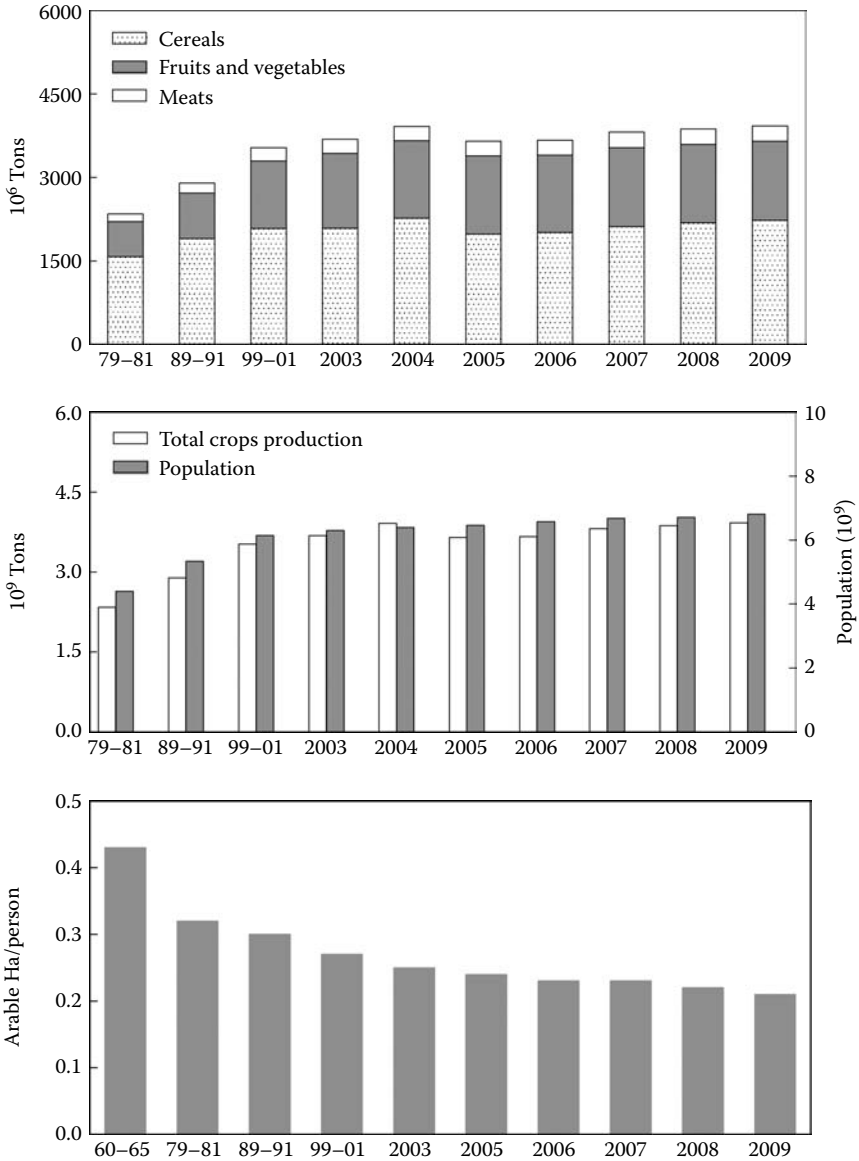 6000
4500
3000
1500
0
10⁶ Tons
Cereals
Fruits and vegetables
Meats
79–81 89–91 99–01 2003 2004 2005 2006 2007 2008 2009
6.0
4.5
3.0
1.5
0.0
10⁹ Tons
Total crops production
Population
10
8
6
4
2
0
Population (10⁹)
79–81 89–91 99–01 2003 2004 2005 2006 2007 2008 2009
0.5
0.4
0.3
0.2
0.1
0.0
Arable Ha/person
60–65 79–81 89–91 99–01 2003 2005 2006 2007 2008 2009